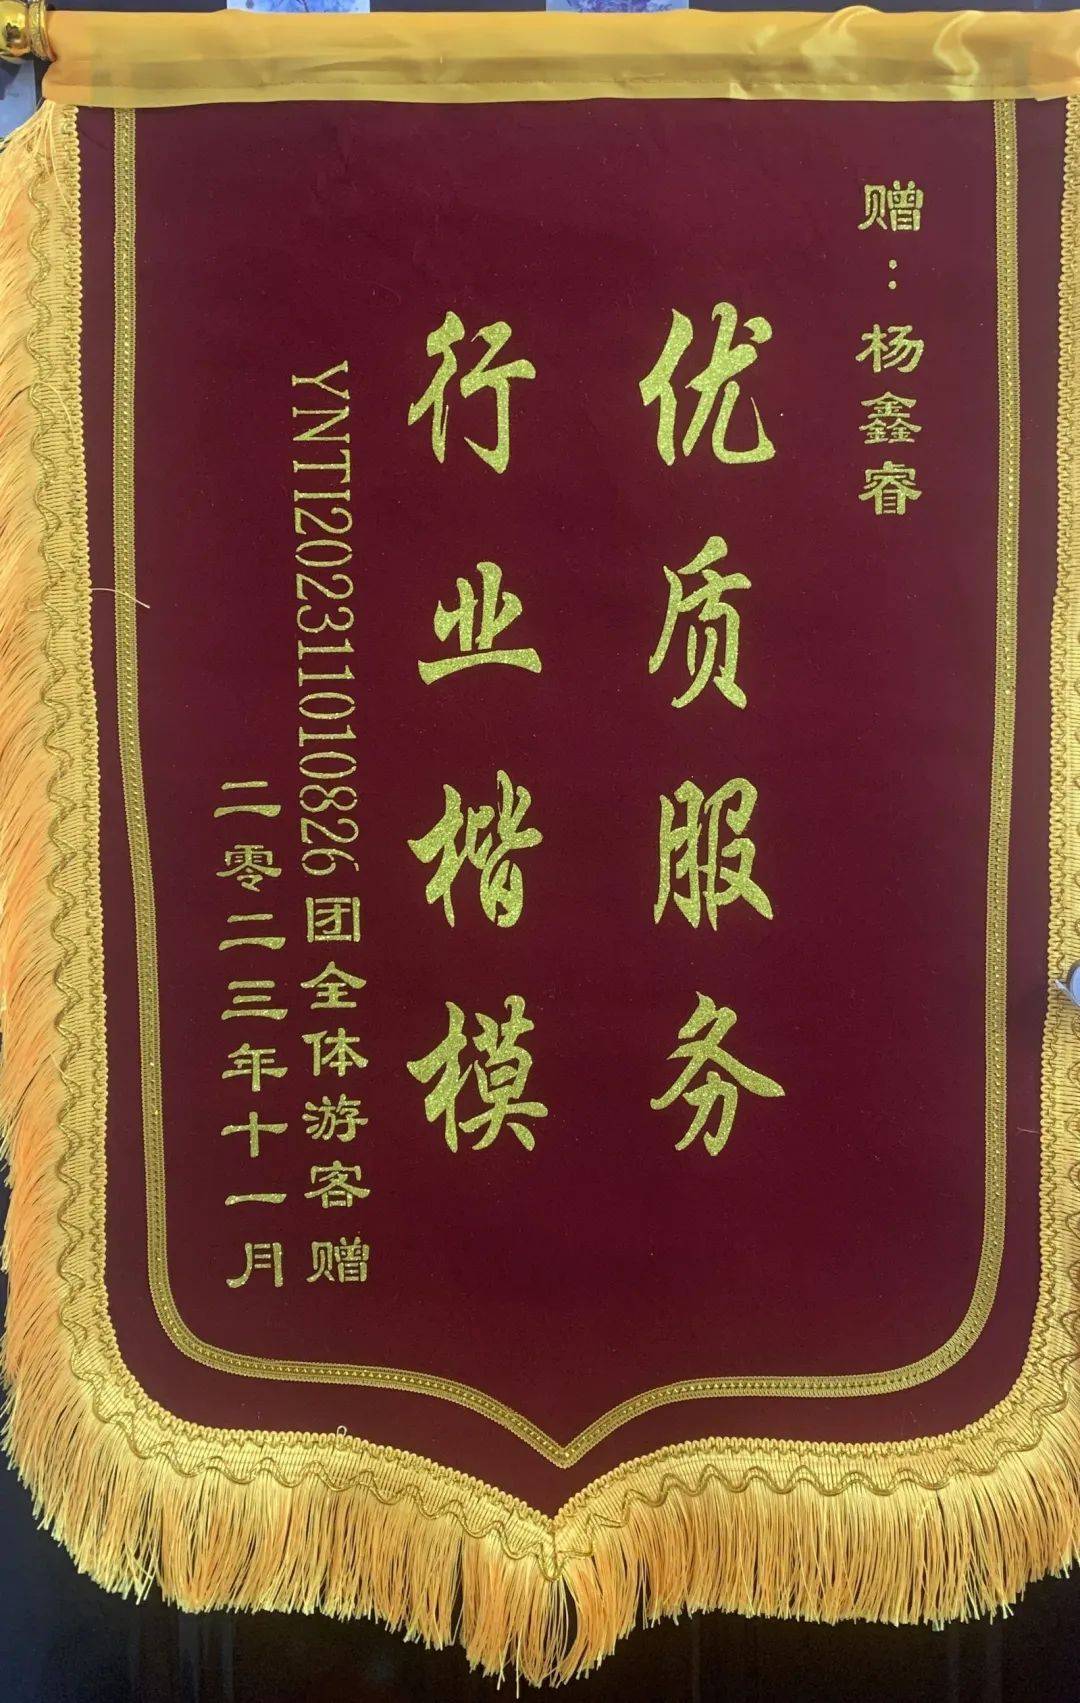 赠：杨鑫睿
优质服务
行业楷模
YNTI202311010826团全体游客 赠
二零二三年十一月